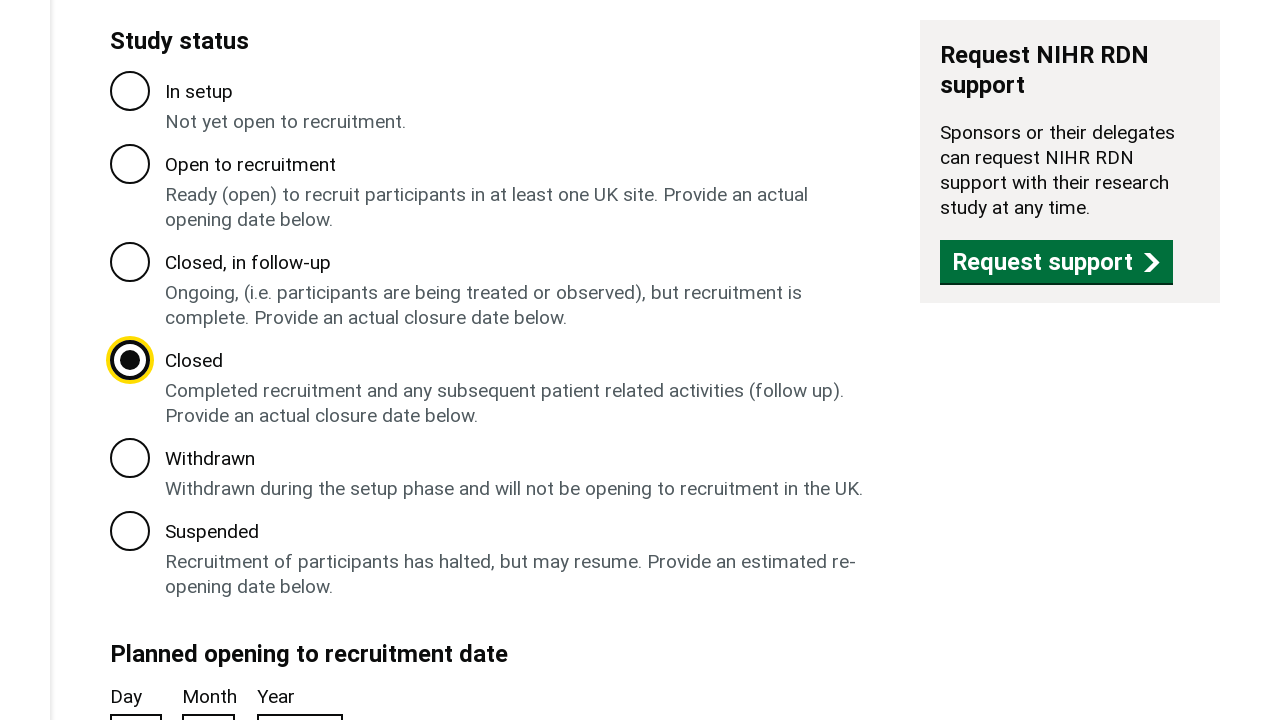 Study status
In setup
Not yet open to recruitment.
Open to recruitment
Ready (open) to recruit participants in at least one UK site. Provide an actual
opening date below.
Closed, in follow-up
Ongoing, (i.e. participants are being treated or observed), but recruitment is
complete. Provide an actual closure date below.
Closed
Completed recruitment and any subsequent patient related activities (follow up).
Provide an actual closure date below.
Withdrawn
Withdrawn during the setup phase and will not be opening to recruitment in the UK.
Suspended
Recruitment of participants has halted, but may resume. Provide an estimated re-
opening date below.
Planned opening to recruitment date
Day Month Year
Request NIHR RDN
support
Sponsors or their delegates
can request NIHR RDN
support with their research
study at any time.
Request support